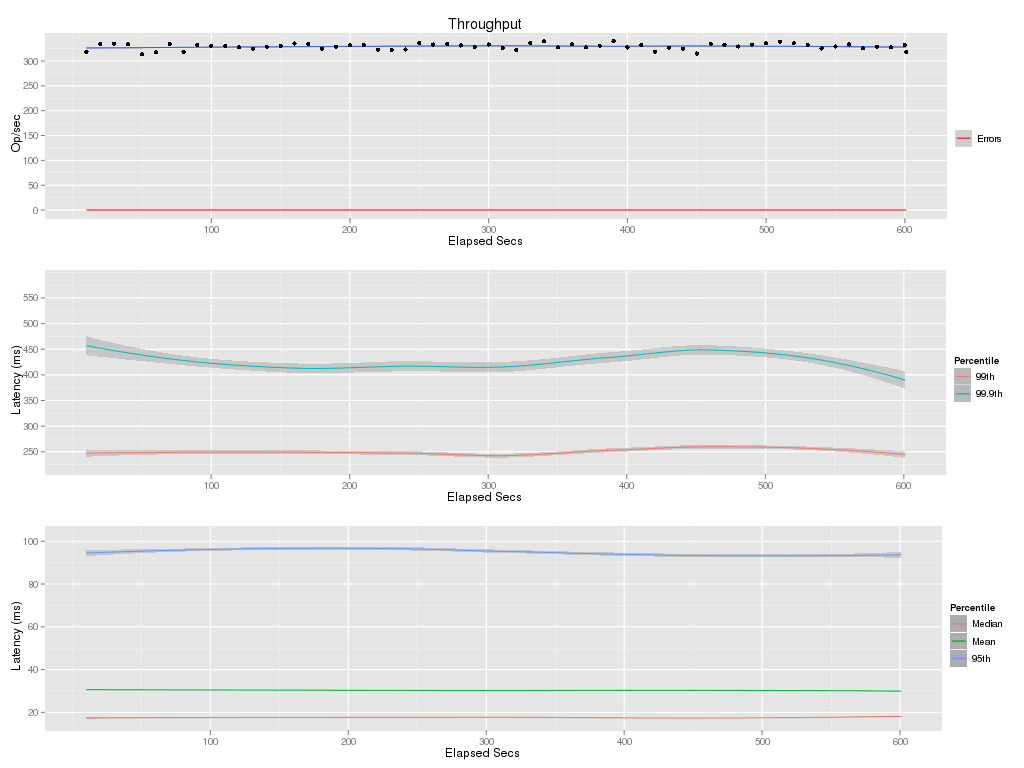 Throughput
300
250
200
150
100
50
0
Op/sec
100 200 300 400 500 600
Elapsed Secs
Errors
550
500
450
400
350
300
250
Latency (ms)
100 200 300 400 500 600
Elapsed Secs
Percentile
99th
99.9th
100
80
60
40
20
Latency (ms)
100 200 300 400 500 600
Elapsed Secs
Percentile
Median
Mean
95th